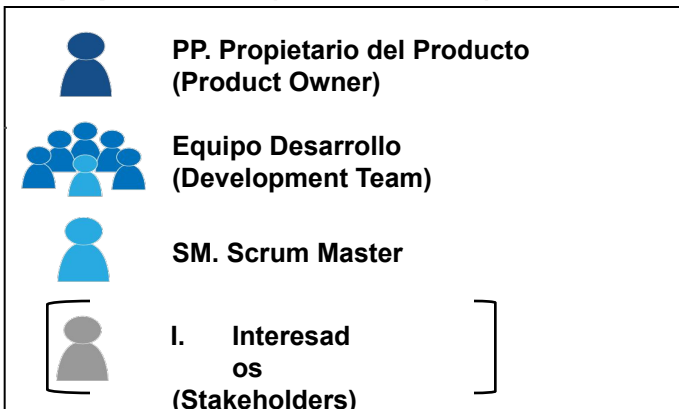 PP. Propietario del Producto
(Product Owner)
Equipo Desarrollo
(Development Team)
SM. Scrum Master
I. Interesad
os
(Stakeholders)